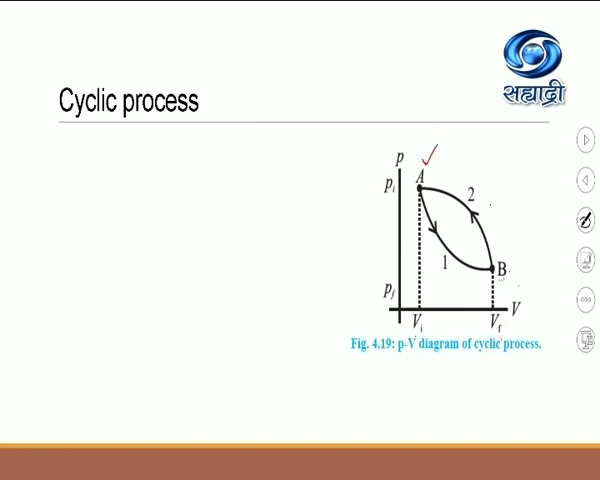 सह्याद्री
Cyclic process
p
A
pi
2
1
B
pf
V
Vi
Vf
Fig. 4.19: p-V diagram of cyclic process.